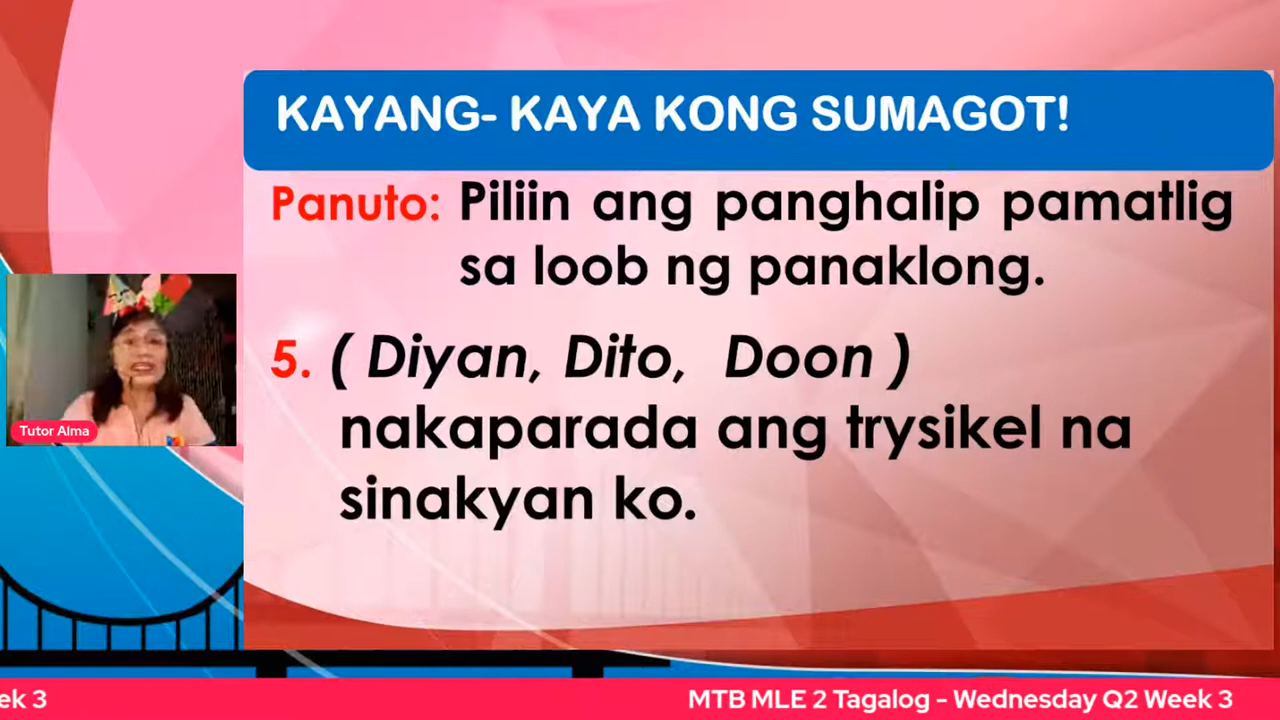 KAYANG- KAYA KONG SUMAGOT!
Panuto: Piliin ang panghalip pamatlig
sa loob ng panaklong.
5. ( Diyan, Dito, Doon )
nakaparada ang trysikel na
sinakyan ko.
Tutor Alma
ek 3
MTB MLE 2 Tagalog - Wednesday Q2 Week 3